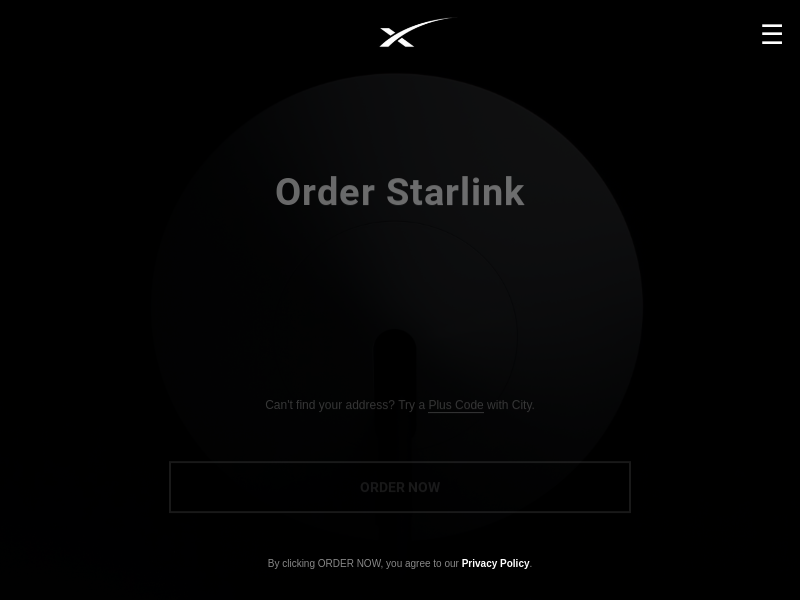 Order Starlink
Can't find your address? Try a Plus Code with City.
ORDER NOW
By clicking ORDER NOW, you agree to our Privacy Policy.